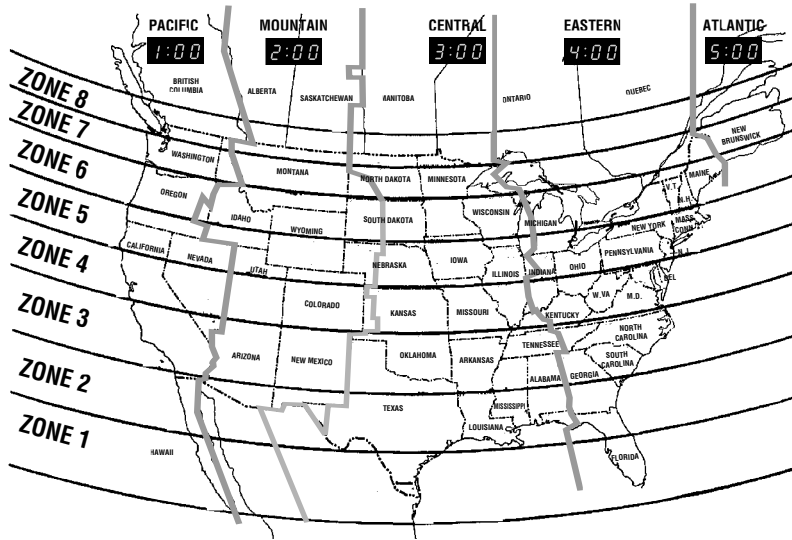 PACIFIC MOUNTAIN CENTRAL EASTERN ATLANTIC
1:00 2:00 3:00 4:00 5:00
ZONE 8
ZONE 7
ZONE 6
ZONE 5
ZONE 4
ZONE 3
ZONE 2
ZONE 1
BRITISH
COLUMBIA
ALBERTA
SASKATCHEWAN
MANITOBA
ONTARIO
QUEBEC
NEW
BRUNSWICK
WASHINGTON
MONTANA
NORTH DAKOTA
MINNESOTA
MAINE
V.T.
N.H
OREGON
IDAHO
WYOMING
SOUTH DAKOTA
WISCONSIN
MICHIGAN
NEW YORK
MASS
CONN
CALIFORNIA
NEVADA
UTAH
NEBRASKA
IOWA
ILLINOIS
INDIANA
OHIO
PENNSYLVANIA
N.J.
DEL
COLORADO
KANSAS
MISSOURI
W.VA
M.D.
KENTUCKY
ARIZONA
NEW MEXICO
OKLAHOMA
ARKANSAS
TENNESSEE
NORTH
CAROLINA
SOUTH
CAROLINA
TEXAS
LOUISIANA
MISSISSIPPI
ALABAMA
GEORGIA
HAWAII
FLORIDA